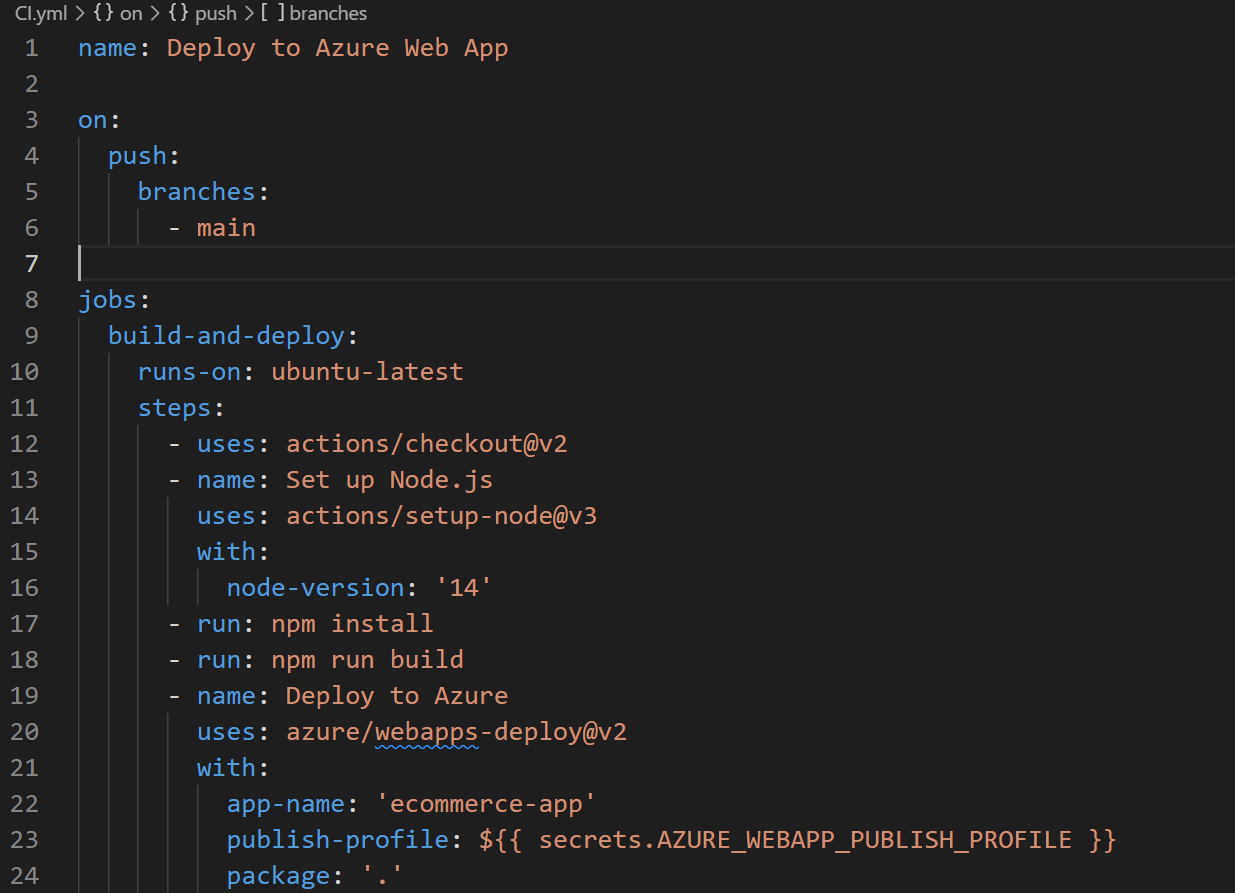 CI.yml > {} on > {} push > [ ] branches
1 name: Deploy to Azure Web App
2
3 on:
4   push:
5     branches:
6       - main
7
8 jobs:
9   build-and-deploy:
10     runs-on: ubuntu-latest
11     steps:
12       - uses: actions/checkout@v2
13       - name: Set up Node.js
14         uses: actions/setup-node@v3
15         with:
16           node-version: '14'
17       - run: npm install
18       - run: npm run build
19       - name: Deploy to Azure
20         uses: azure/webapps-deploy@v2
21         with:
22           app-name: 'ecommerce-app'
23           publish-profile: ${{ secrets.AZURE_WEBAPP_PUBLISH_PROFILE }}
24           package: '.'